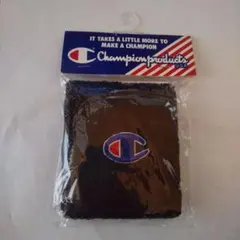 IT TAKES A LITTLE MORE TO
MAKE A CHAMPION
Champion products